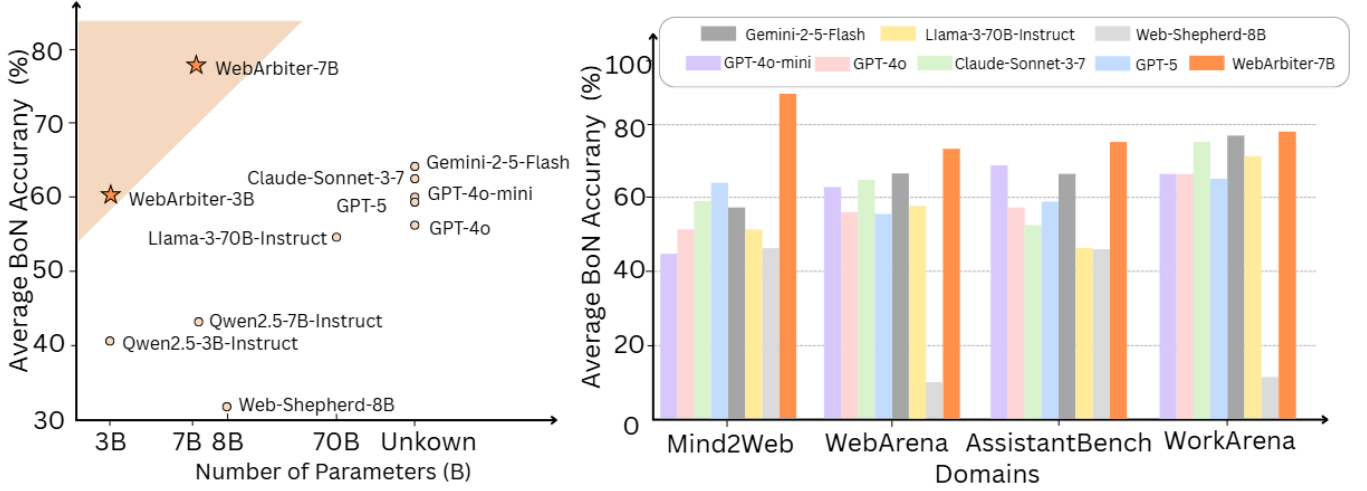 Average BoN Accurany (%)
80
70
60
50
40
30
WebArbiter-7B
Gemini-2-5-Flash
Claude-Sonnet-3-7
WebArbiter-3B
GPT-4o-mini
GPT-5
GPT-4o
Llama-3-70B-Instruct
Qwen2.5-7B-Instruct
Qwen2.5-3B-Instruct
Web-Shepherd-8B
3B 7B 8B 70B Unkown
Number of Parameters (B)
Gemini-2-5-Flash Llama-3-70B-Instruct Web-Shepherd-8B
GPT-4o-mini GPT-4o Claude-Sonnet-3-7 GPT-5 WebArbiter-7B
Average BoN Accurany (%)
100
80
60
40
20
0
Mind2Web WebArena AssistantBench WorkArena
Domains